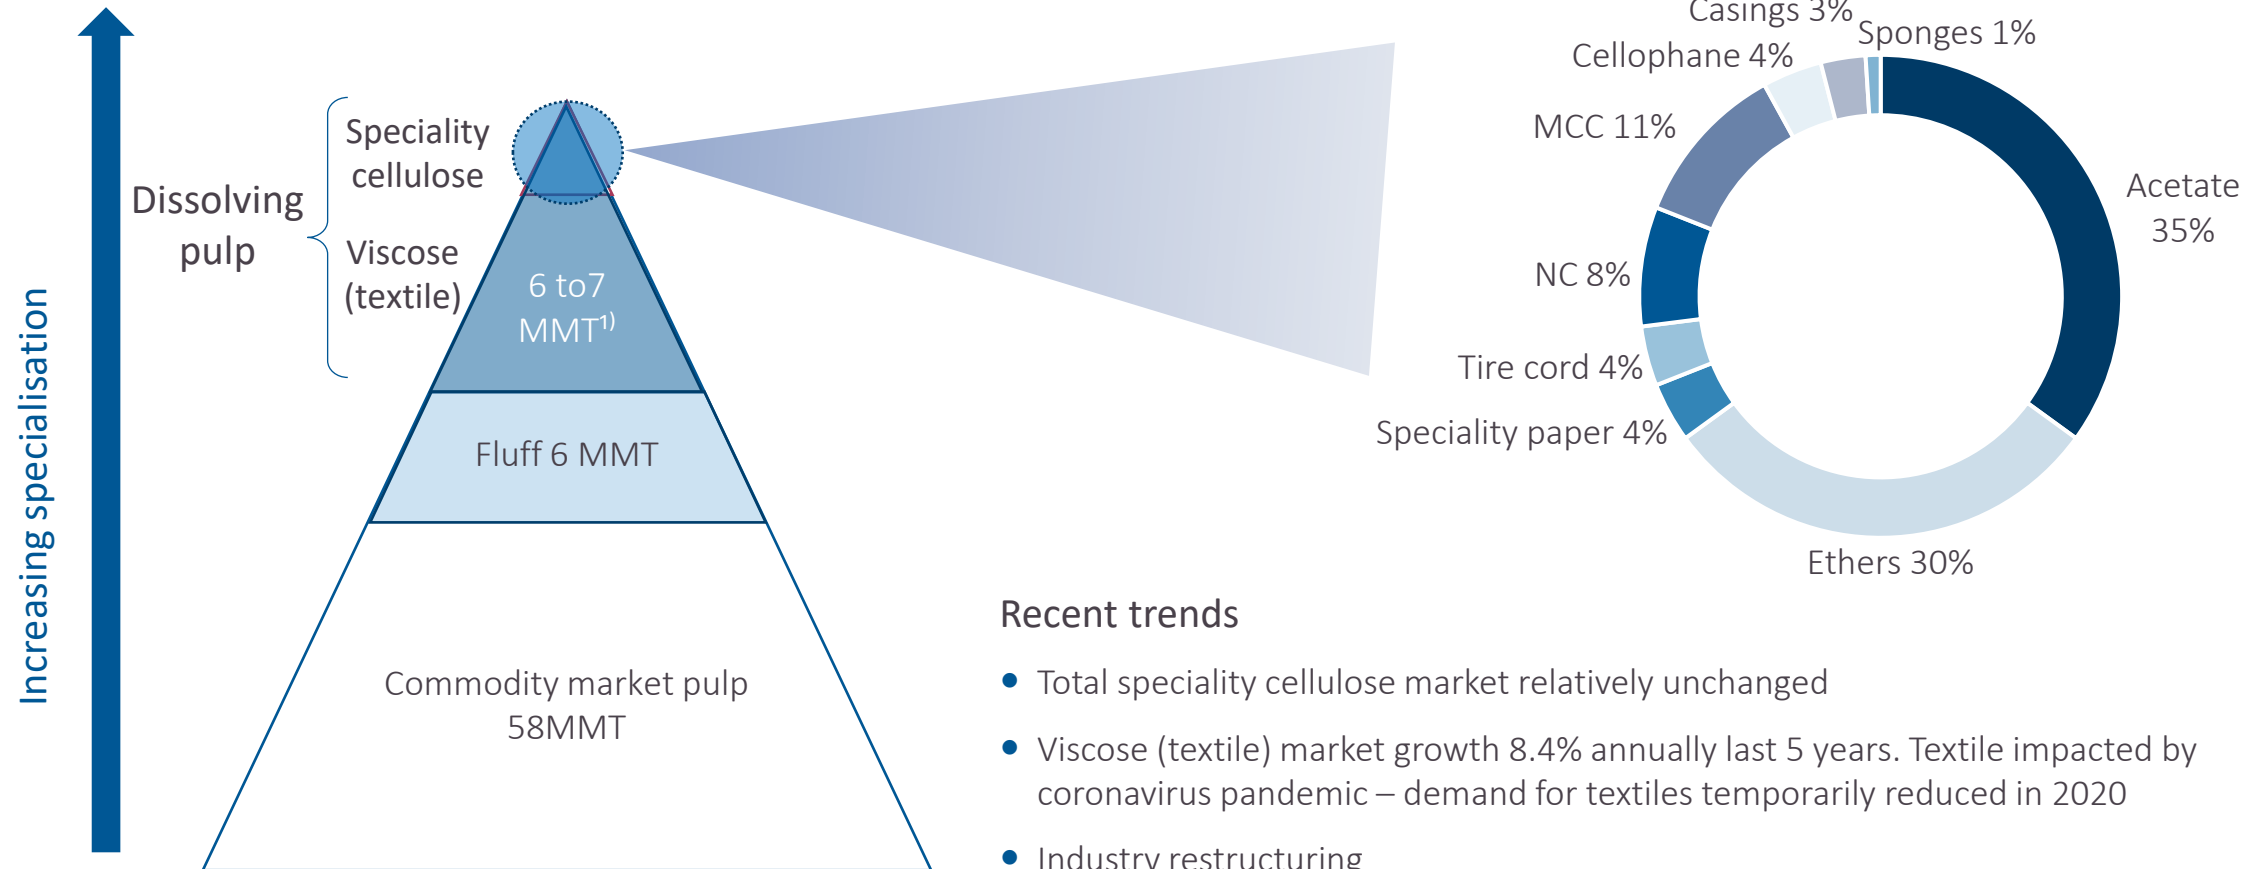 Increasing specialisation
Dissolving
pulp
Speciality
cellulose
Viscose
(textile)
6 to7
MMT¹⁾
Fluff 6 MMT
Commodity market pulp
58MMT
Casings 3%
Sponges 1%
Cellophane 4%
MCC 11%
Acetate
35%
NC 8%
Tire cord 4%
Speciality paper 4%
Ethers 30%
Recent trends
• Total speciality cellulose market relatively unchanged
• Viscose (textile) market growth 8.4% annually last 5 years. Textile impacted by
coronavirus pandemic – demand for textiles temporarily reduced in 2020
• Industry restructuring